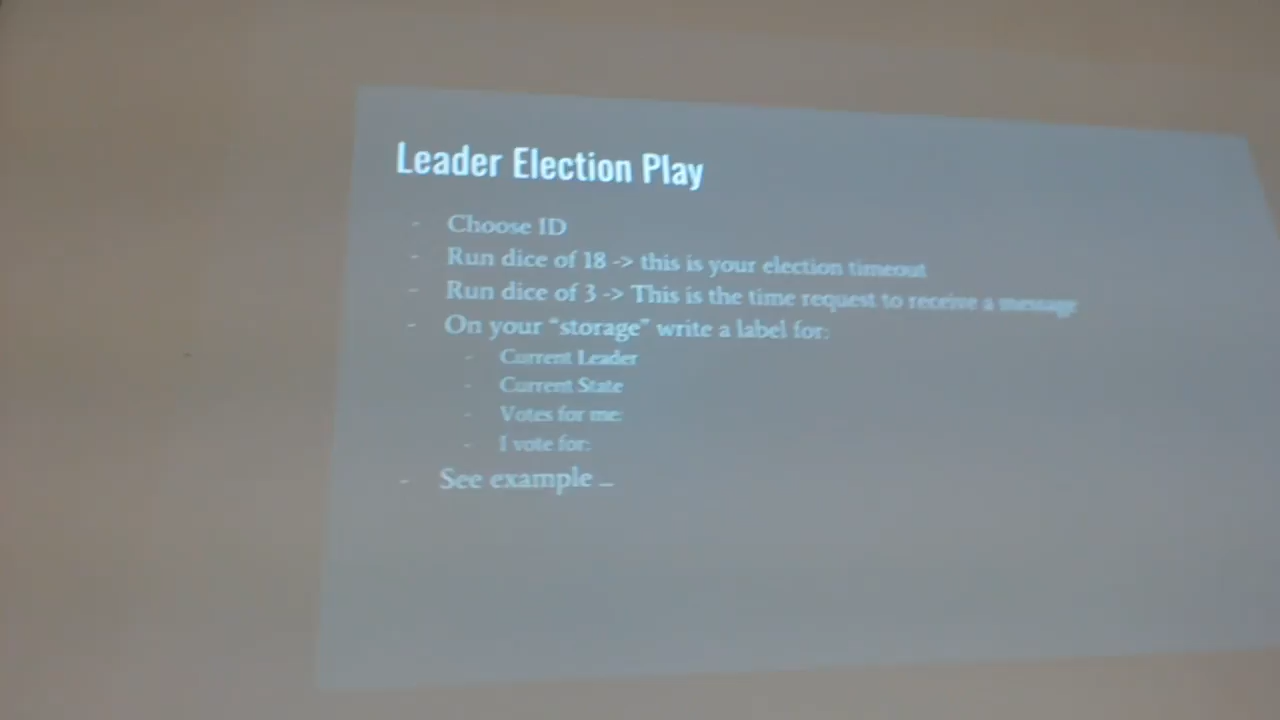 Leader Election Play
- Choose ID
- Run dice of 18 -> this is your election timeout
- Run dice of 3 -> This is the time request to receive a message
- On your "storage" write a label for:
- Current Leader
- Current State
- Votes for me:
- I vote for:
- See example ...